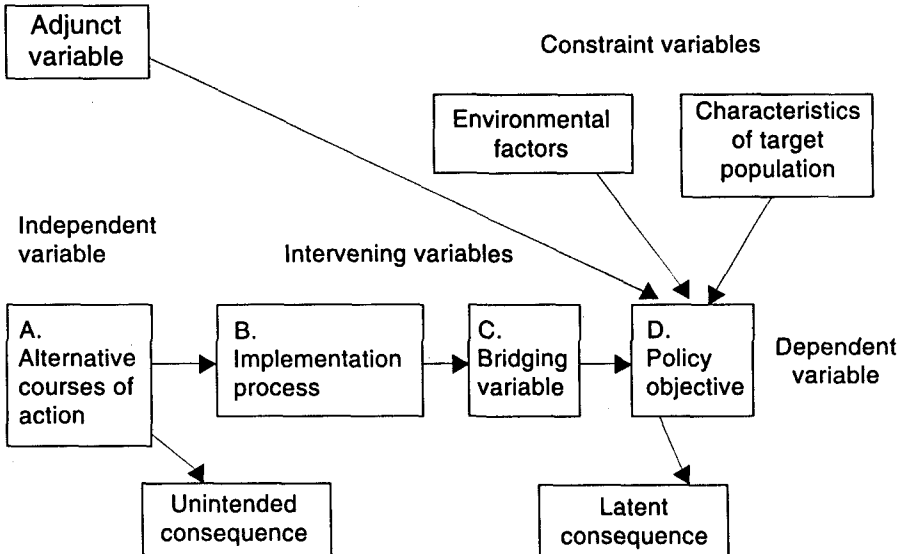 Adjunct
variable
Constraint variables
Environmental
factors
Characteristics
of target
population
Independent
variable
Intervening variables
A.
Alternative
courses of
action
B.
Implementation
process
C.
Bridging
variable
D.
Policy
objective
Dependent
variable
Unintended
consequence
Latent
consequence